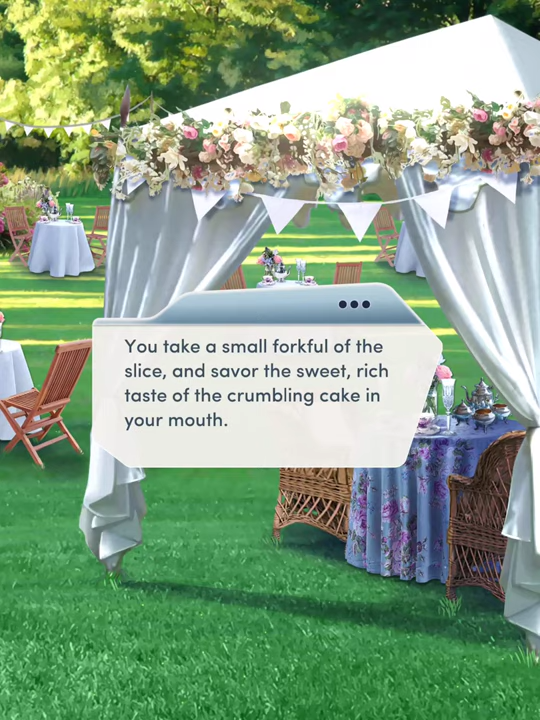 You take a small forkful of the
slice, and savor the sweet, rich
taste of the crumbling cake in
your mouth.